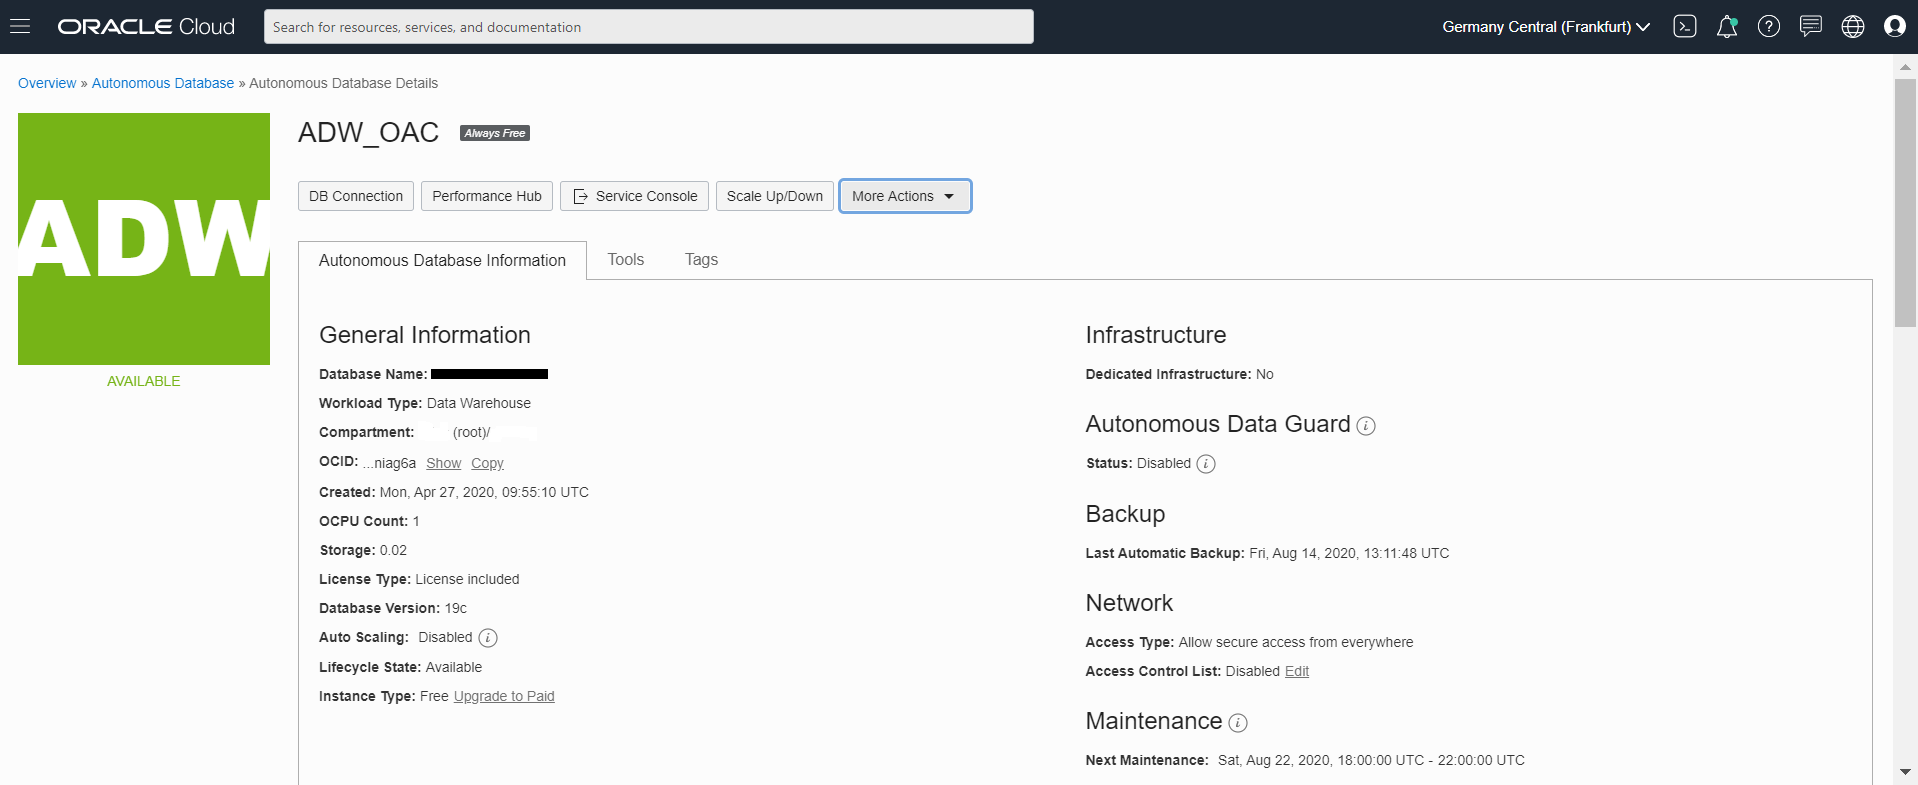 ORACLE Cloud
Search for resources, services, and documentation
Germany Central (Frankfurt)
Overview » Autonomous Database » Autonomous Database Details
ADW
AVAILABLE
ADW_OAC Always Free
DB Connection Performance Hub Service Console Scale Up/Down More Actions
Autonomous Database Information Tools Tags
General Information
Database Name:
Workload Type: Data Warehouse
Compartment: (root)/
OCID: ...niag6a Show Copy
Created: Mon, Apr 27, 2020, 09:55:10 UTC
OCPU Count: 1
Storage: 0.02
License Type: License included
Database Version: 19c
Auto Scaling: Disabled i
Lifecycle State: Available
Instance Type: Free Upgrade to Paid
Infrastructure
Dedicated Infrastructure: No
Autonomous Data Guard i
Status: Disabled i
Backup
Last Automatic Backup: Fri, Aug 14, 2020, 13:11:48 UTC
Network
Access Type: Allow secure access from everywhere
Access Control List: Disabled Edit
Maintenance i
Next Maintenance: Sat, Aug 22, 2020, 18:00:00 UTC - 22:00:00 UTC